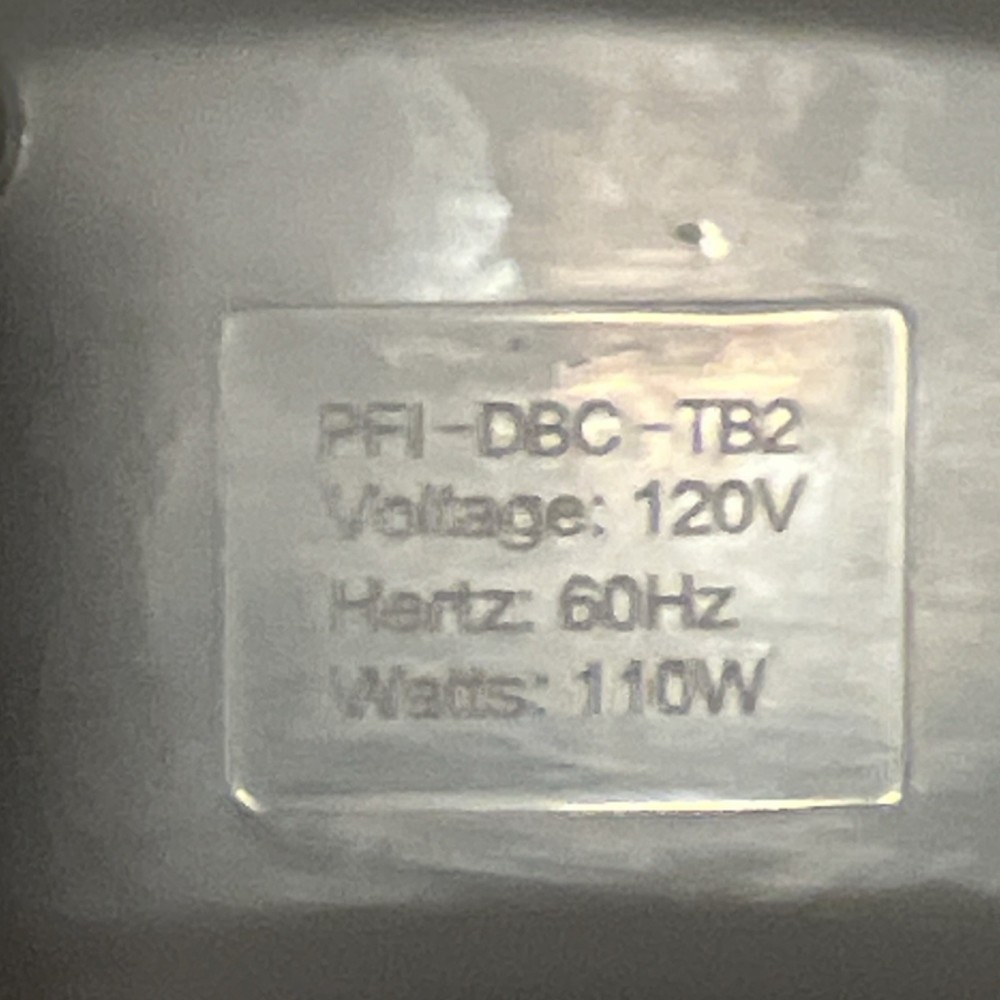 PFI-DBC-TB2
Voltage: 120V
Hertz: 60Hz
Watts: 110W